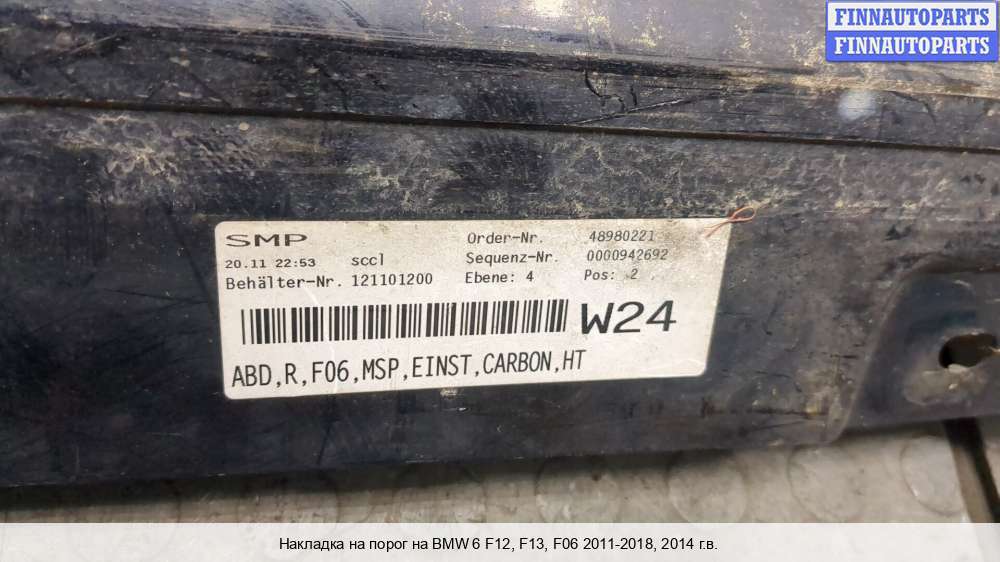 FINNAUTOPARTS
FINNAUTOPARTS
SMP Order-Nr. 48980221
20.11 22:53 sccl Sequenz-Nr. 0000942692
Behälter-Nr. 121101200 Ebene: 4 Pos: 2
W24
ABD,R,F06,MSP,EINST,CARBON,HT
Накладка на порог на BMW 6 F12, F13, F06 2011-2018, 2014 г.в.